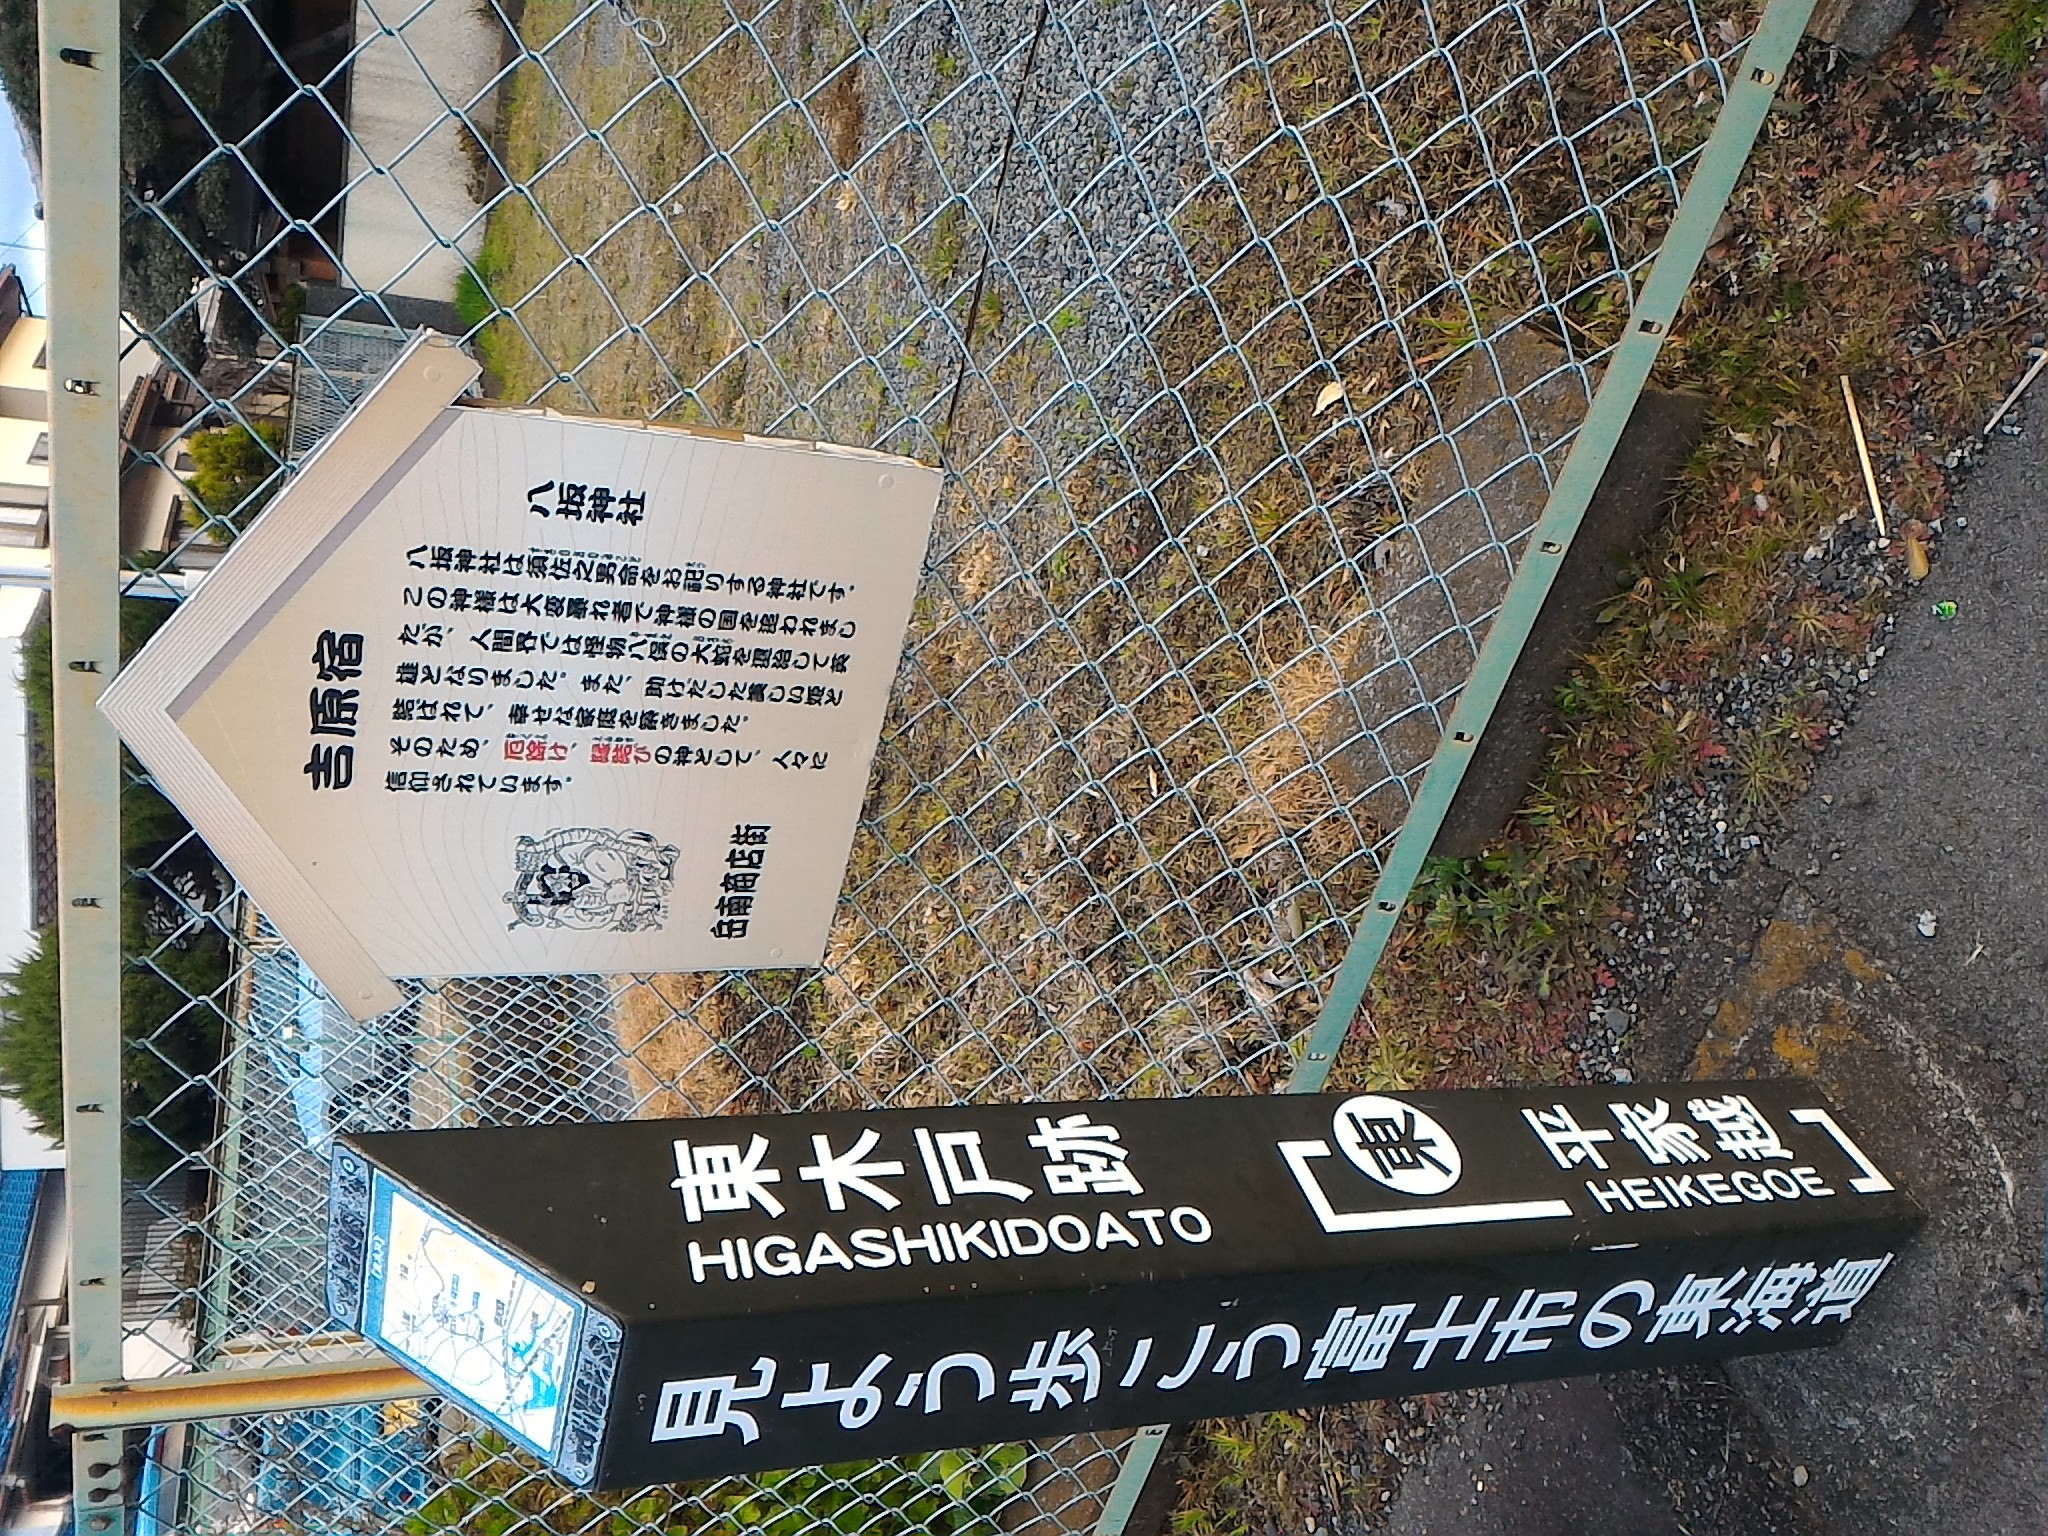 吉原宿
八坂神社
八坂神社は須佐之男命をお祀りする神社です。
この神様は大変暴れ者で神様の国を追われまし
たが、人間界では怪物八俣の大蛇を退治して英
雄となりました。また、助けだした美しい姫と
結ばれて、幸せな家庭を築きました。
そのため、厄除け、縁結びの神として、人々に
信仰されています。
岳南商店街
東木戸跡
HIGASHIKIDOATO
東
平家越
HEIKEGOE
見よう歩こう富士市の東海道